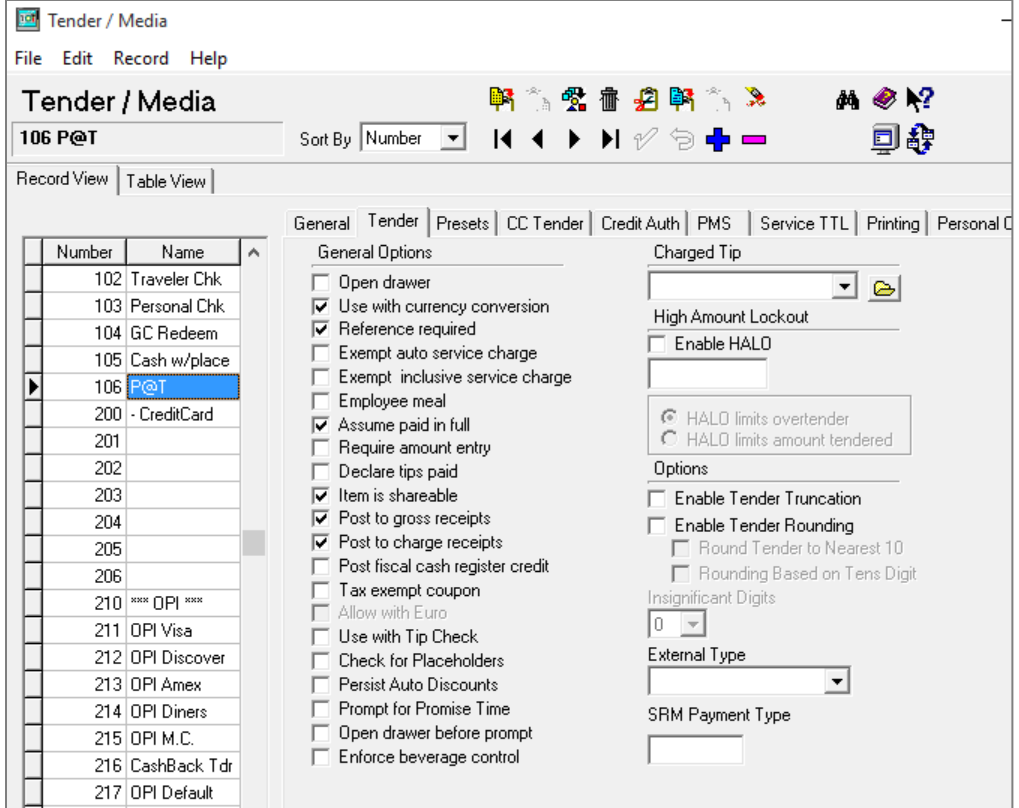 Tender / Media
File Edit Record Help
Tender / Media
106 P@T
Sort By Number
Record View Table View
General Tender Presets CC Tender Credit Auth PMS Service TTL Printing Personal
Number Name
102 Traveler Chk
103 Personal Chk
104 GC Redeem
105 Cash w/place
106 P@T
200 - CreditCard
201
202
203
204
205
206
210 *** OPI ***
211 OPI Visa
212 OPI Discover
213 OPI Amex
214 OPI Diners
215 OPI M.C.
216 CashBack Tdr
217 OPI Default
General Options
Open drawer
Use with currency conversion
Reference required
Exempt auto service charge
Exempt inclusive service charge
Employee meal
Assume paid in full
Require amount entry
Declare tips paid
Item is shareable
Post to gross receipts
Post to charge receipts
Post fiscal cash register credit
Tax exempt coupon
Allow with Euro
Use with Tip Check
Check for Placeholders
Persist Auto Discounts
Prompt for Promise Time
Open drawer before prompt
Enforce beverage control
Charged Tip
High Amount Lockout
Enable HALO
HALO limits overtender
HALO limits amount tendered
Options
Enable Tender Truncation
Enable Tender Rounding
Round Tender to Nearest 10
Rounding Based on Tens Digit
Insignificant Digits
0
External Type
SRM Payment Type